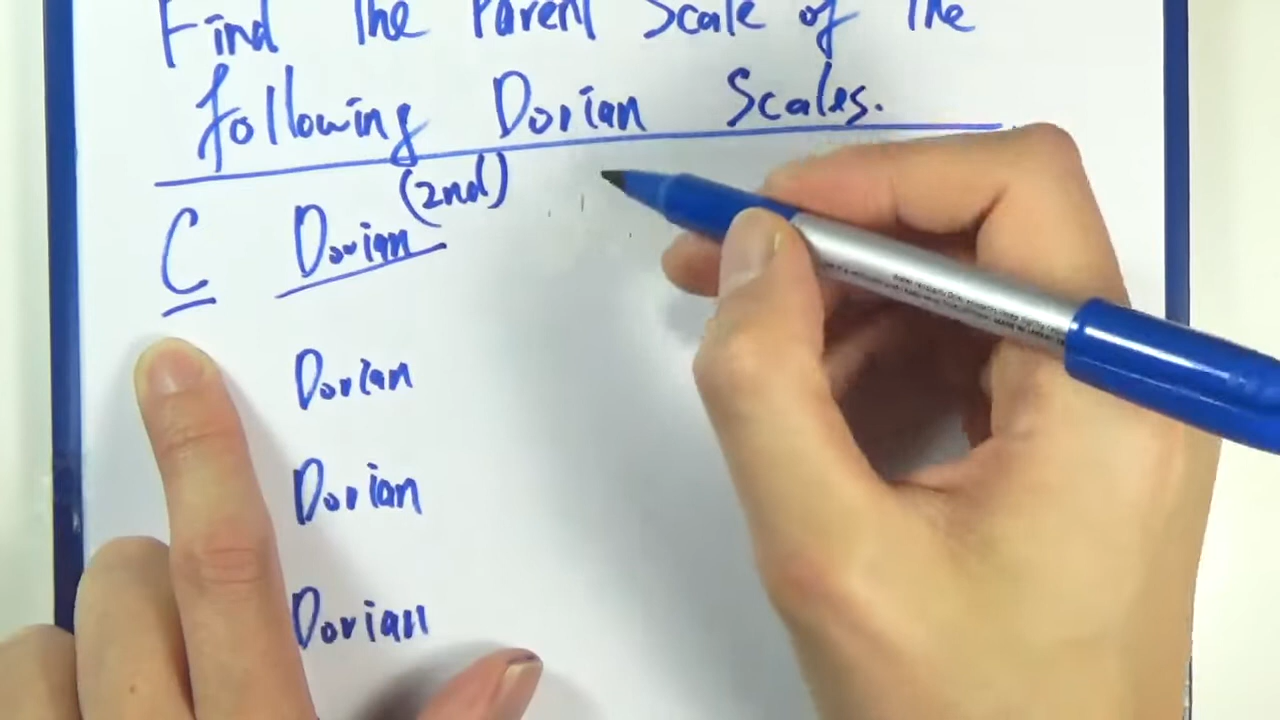 Find The Parent Scale of The
following Dorian Scales.
(2nd)
C Dorian
Dorian
Dorian
Dorian